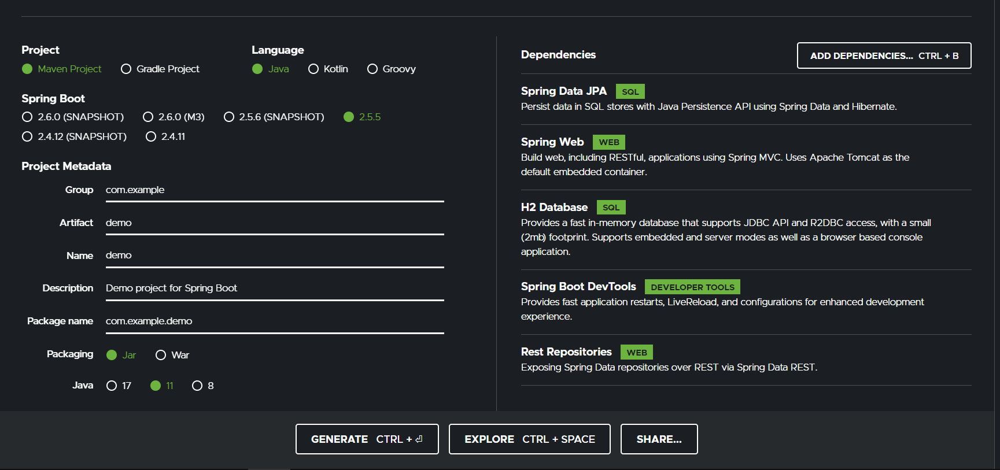 Project
Maven Project Gradle Project
Language
Java Kotlin Groovy
Spring Boot
2.6.0 (SNAPSHOT) 2.6.0 (M3) 2.5.6 (SNAPSHOT) 2.5.5
2.4.12 (SNAPSHOT) 2.4.11
Project Metadata
Group com.example
Artifact demo
Name demo
Description Demo project for Spring Boot
Package name com.example.demo
Packaging Jar War
Java 17 11 8
Dependencies
ADD DEPENDENCIES... CTRL + B
Spring Data JPA SQL
Persist data in SQL stores with Java Persistence API using Spring Data and Hibernate.
Spring Web WEB
Build web, including RESTful, applications using Spring MVC. Uses Apache Tomcat as the
default embedded container.
H2 Database SQL
Provides a fast in-memory database that supports JDBC API and R2DBC access, with a small
(2mb) footprint. Supports embedded and server modes as well as a browser based console
application.
Spring Boot DevTools DEVELOPER TOOLS
Provides fast application restarts, LiveReload, and configurations for enhanced development
experience.
Rest Repositories WEB
Exposing Spring Data repositories over REST via Spring Data REST.
GENERATE CTRL + ⏎
EXPLORE CTRL + SPACE
SHARE...